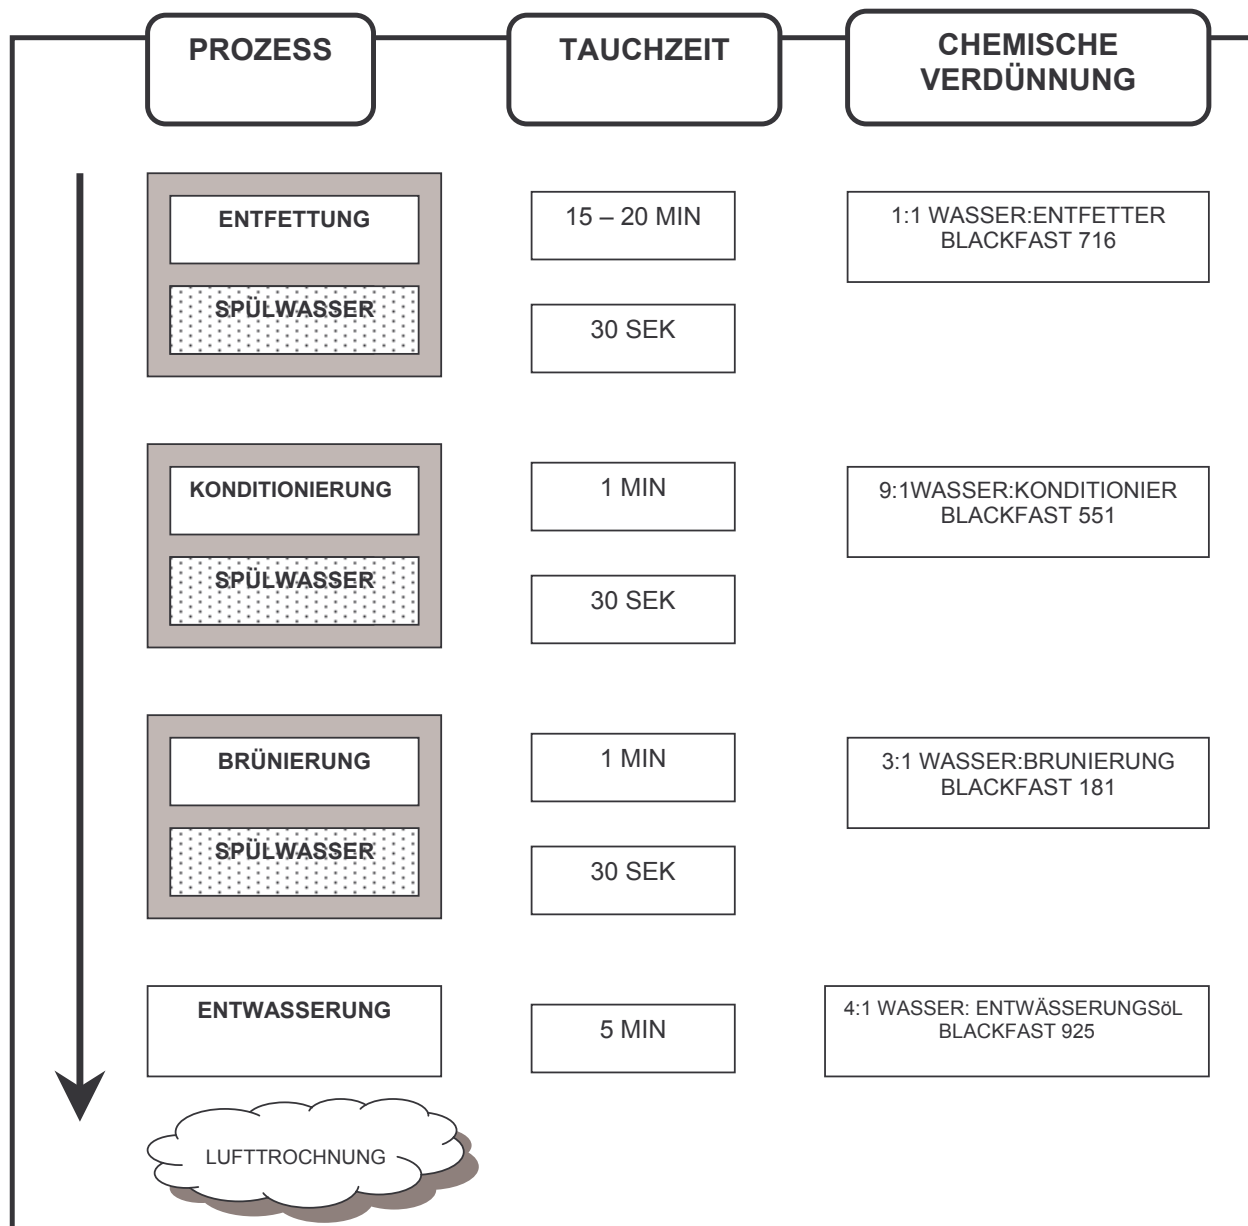 PROZESS
TAUCHZEIT
CHEMISCHE
VERDÜNNUNG
ENTFETTUNG
15 – 20 MIN
1:1 WASSER:ENTFETTER
BLACKFAST 716
SPÜLWASSER
30 SEK
KONDITIONIERUNG
1 MIN
9:1WASSER:KONDITIONIER
BLACKFAST 551
SPÜLWASSER
30 SEK
BRÜNIERUNG
1 MIN
3:1 WASSER:BRUNIERUNG
BLACKFAST 181
SPÜLWASSER
30 SEK
ENTWASSERUNG
5 MIN
4:1 WASSER: ENTWÄSSERUNGSöL
BLACKFAST 925
LUFTTROCHNUNG